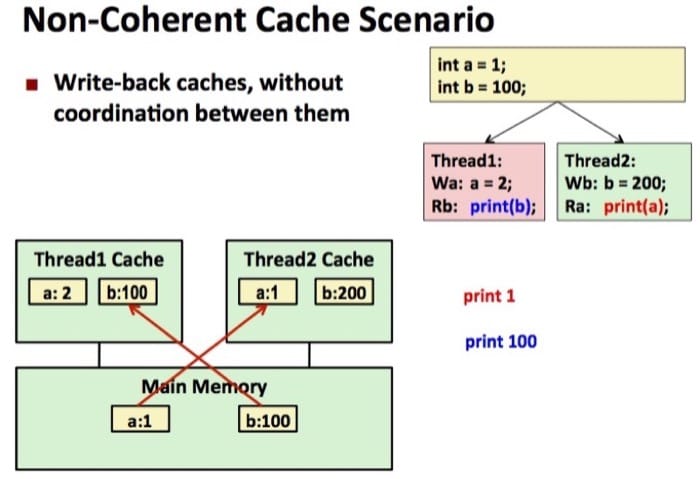 Non-Coherent Cache Scenario
Write-back caches, without
coordination between them
int a = 1;
int b = 100;
Thread1:
Wa: a = 2;
Rb: print(b);
Thread2:
Wb: b = 200;
Ra: print(a);
Thread1 Cache
a: 2
b:100
Thread2 Cache
a:1
b:200
print 1
print 100
Main Memory
a:1
b:100